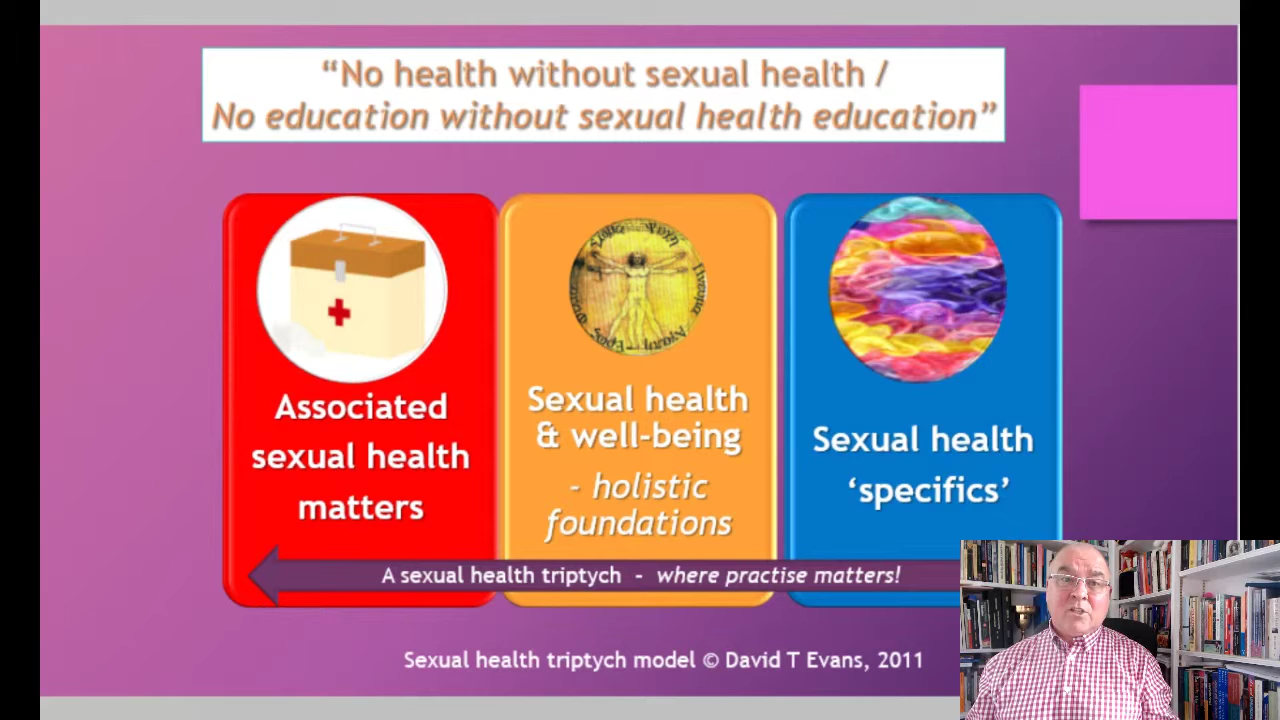 “No health without sexual health /
No education without sexual health education”
Associated
sexual health
matters
Sexual health
& well-being
- holistic
foundations
Sexual health
‘specifics’
A sexual health triptych - where practise matters!
Sexual health triptych model © David T Evans, 2011